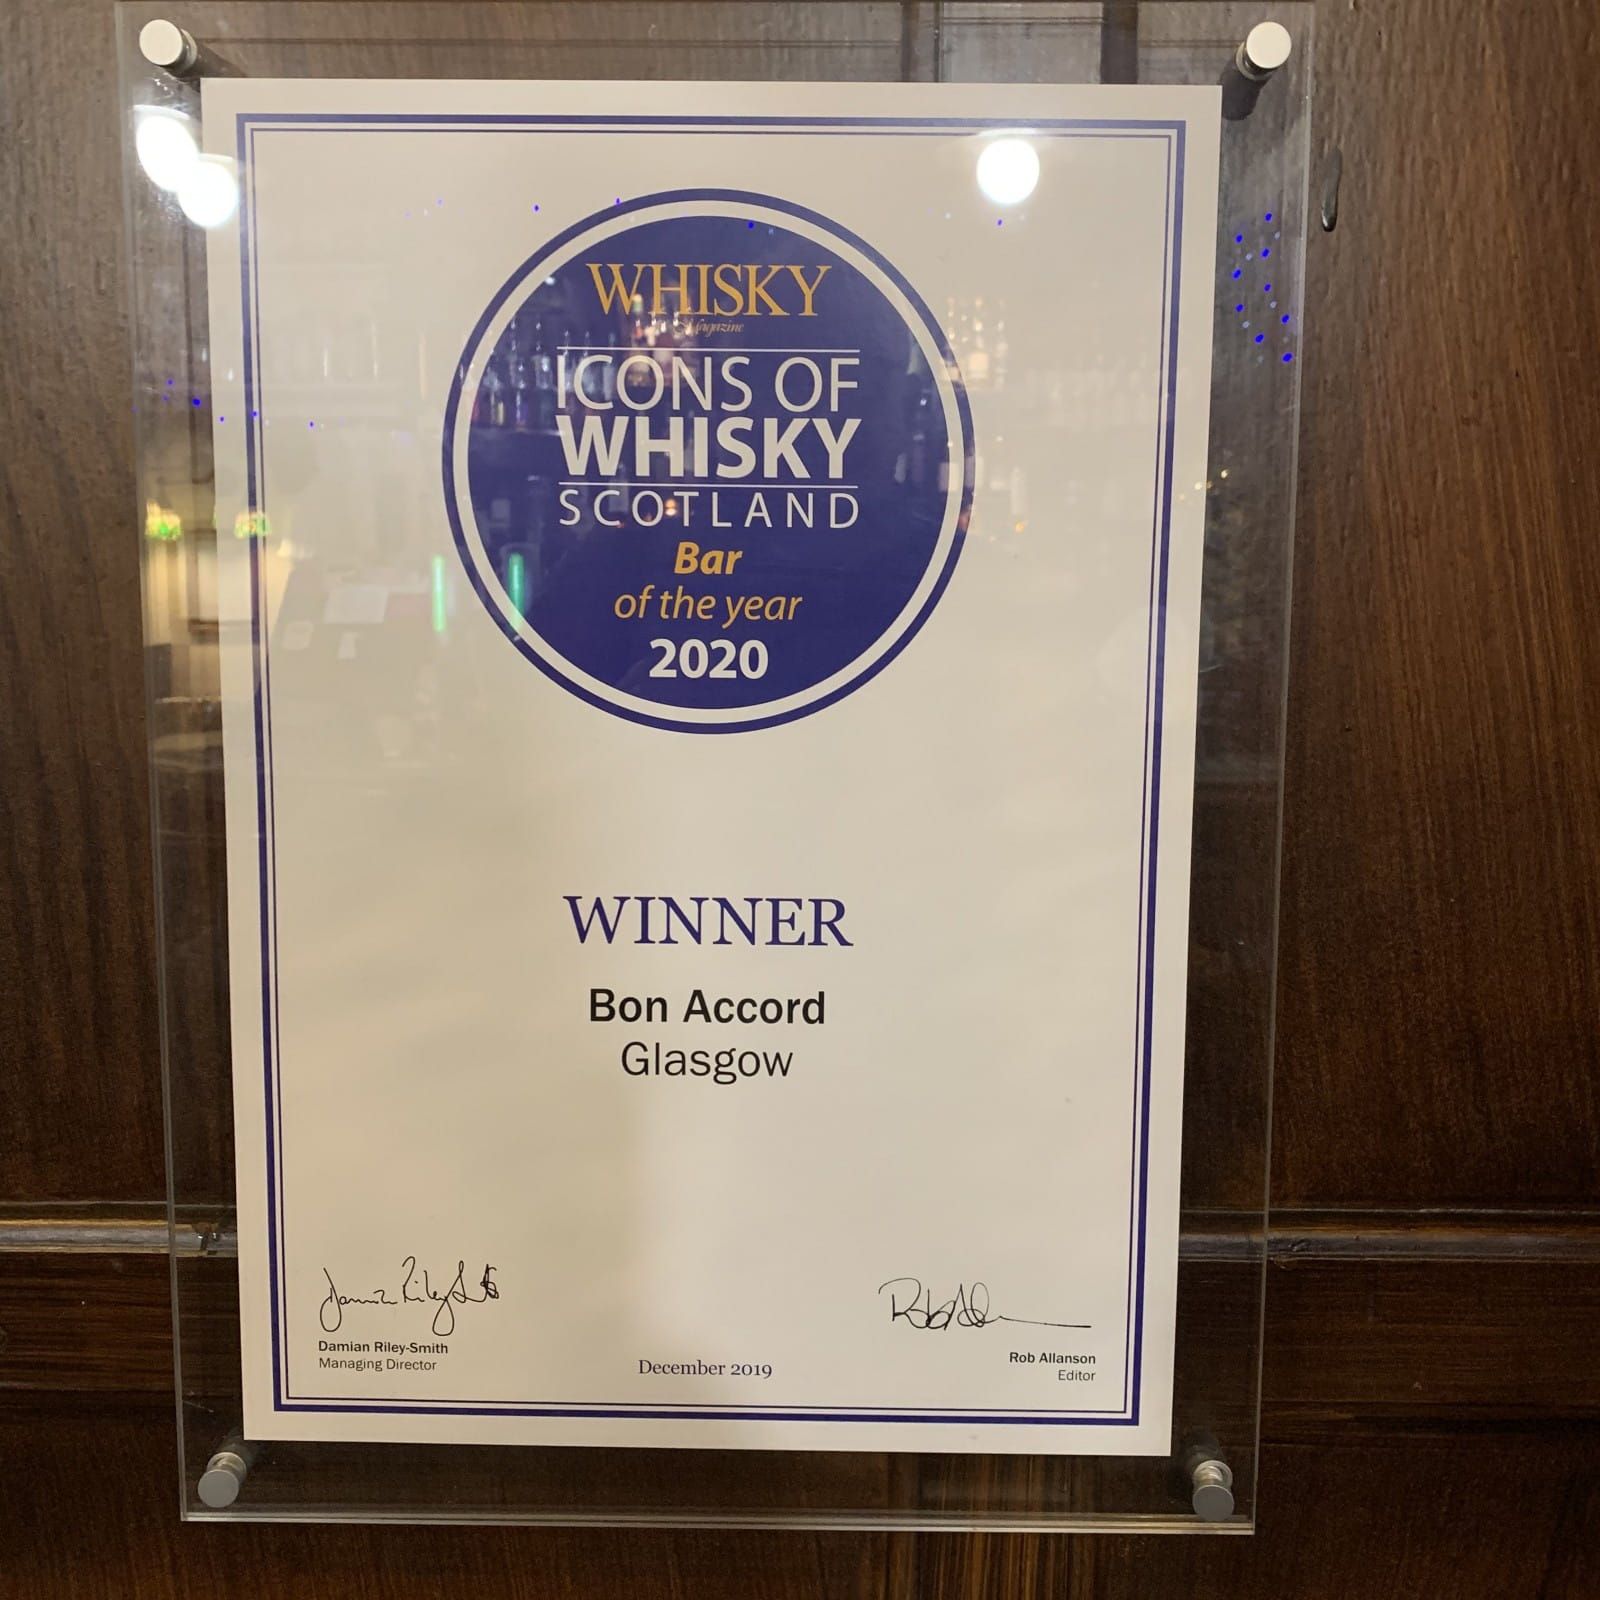 WHISKY
Magazine
ICONS OF
WHISKY
SCOTLAND
Bar
of the year
2020
WINNER
Bon Accord
Glasgow
Damian Riley-Smith
Managing Director
December 2019
Rob Allanson
Editor